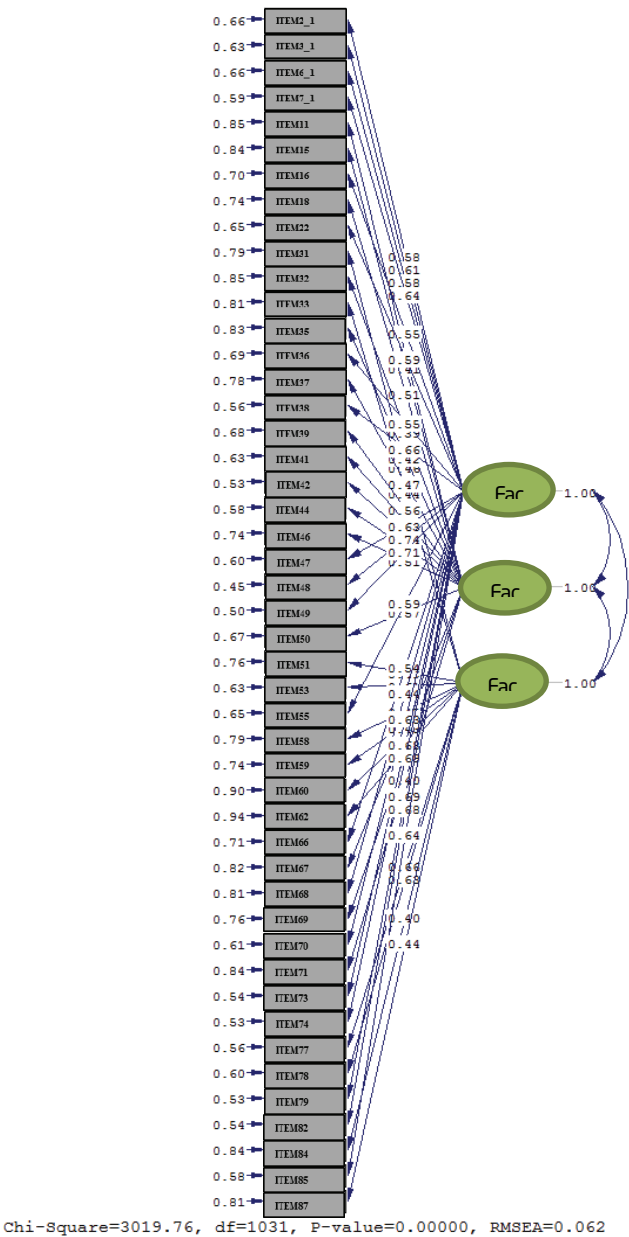 0.66 ITEM2_1
0.63 ITEM3_1
0.66 ITEM6_1
0.59 ITEM7_1
0.85 ITEM11
0.84 ITEM15
0.70 ITEM16
0.74 ITEM18
0.65 ITEM22
0.79 ITEM31
0.85 ITEM32
0.81 ITEM33
0.83 ITEM35
0.69 ITEM36
0.78 ITEM37
0.56 ITEM38
0.68 ITEM39
0.63 ITEM41
0.53 ITEM42
0.58 ITEM44
0.74 ITEM46
0.60 ITEM47
0.45 ITEM48
0.50 ITEM49
0.67 ITEM50
0.76 ITEM51
0.63 ITEM53
0.65 ITEM55
0.79 ITEM58
0.74 ITEM59
0.90 ITEM60
0.94 ITEM62
0.71 ITEM66
0.82 ITEM67
0.81 ITEM68
0.76 ITEM69
0.61 ITEM70
0.84 ITEM71
0.54 ITEM73
0.53 ITEM74
0.56 ITEM77
0.60 ITEM78
0.53 ITEM79
0.54 ITEM82
0.84 ITEM84
0.58 ITEM85
0.81 ITEM87
0.58
0.61
0.58
0.64
0.55
0.59
0.51
0.55
0.66
0.47
0.56
0.63
0.74
0.71
0.59
0.54
0.44
0.63
0.68
0.40
0.69
0.68
0.64
0.66
0.68
0.40
0.44
Fac 1.00
Fac 1.00
Fac 1.00
Chi-Square=3019.76, df=1031, P-value=0.00000, RMSEA=0.062